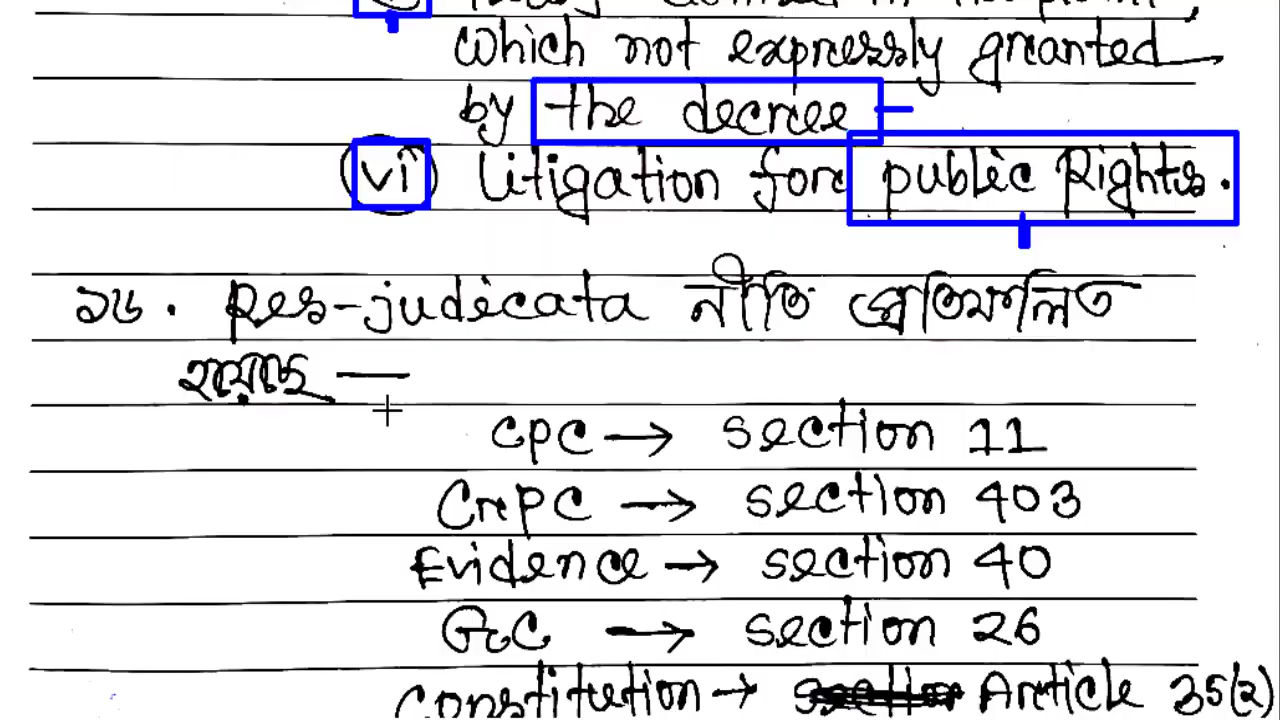 which not expressly granted
by the decree
(vi) Litigation for public Rights.
১৬. Res-judicata নীতি প্রতিফলিত
হয়েছে —
CPC → section 11
CrPC → section 403
Evidence → section 40
GCC → section 26
Constitution → Article 35(2)